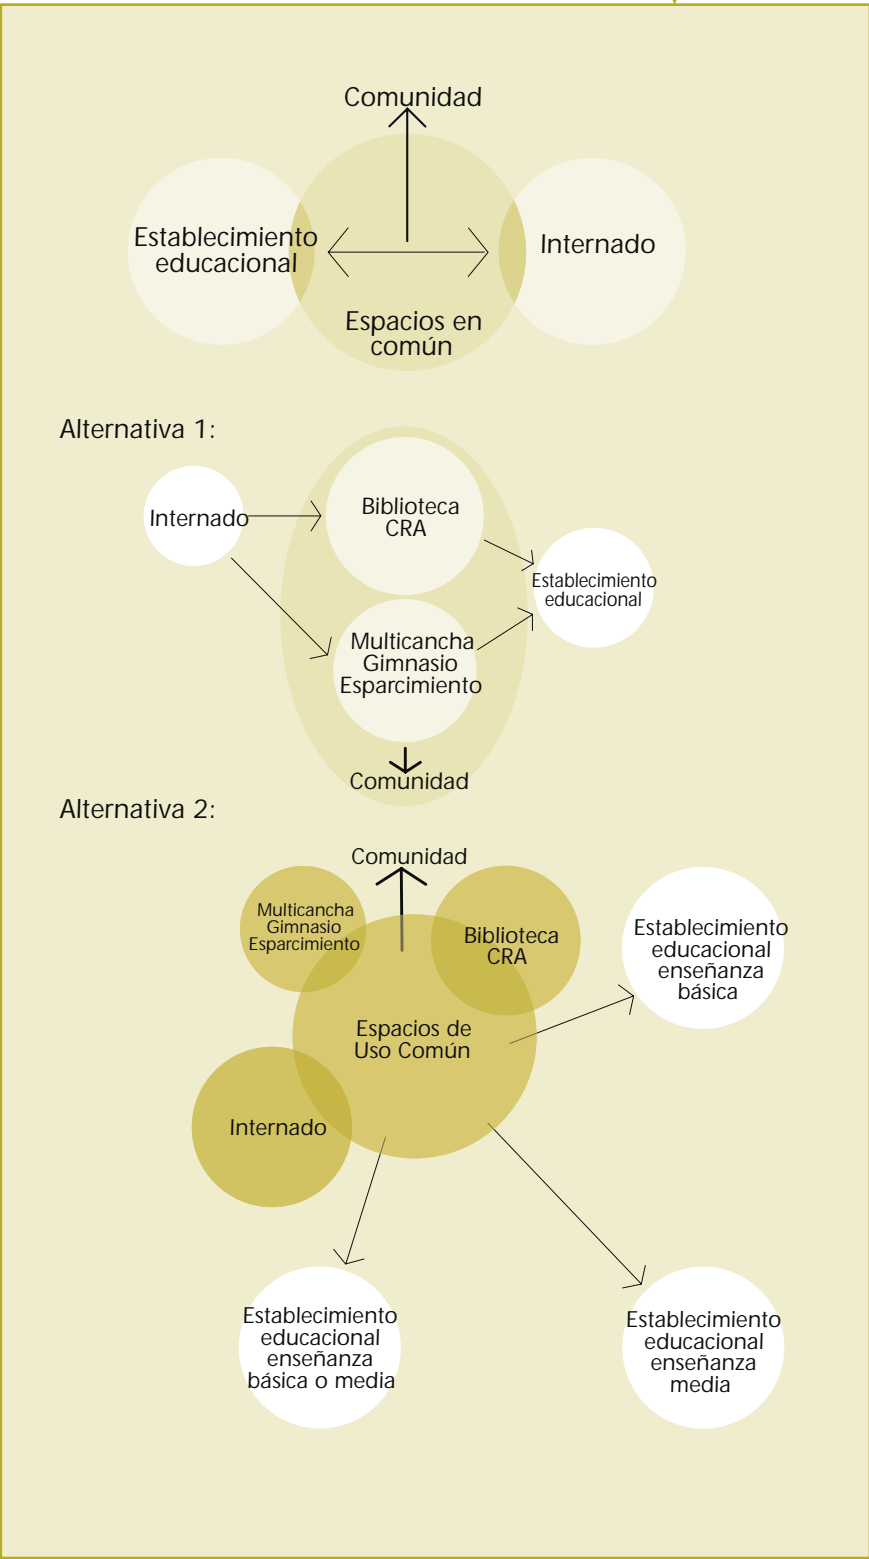 Comunidad
Establecimiento
educacional
Internado
Espacios en
común
Alternativa 1:
Internado
Biblioteca
CRA
Establecimiento
educacional
Multicancha
Gimnasio
Esparcimiento
Comunidad
Alternativa 2:
Comunidad
Multicancha
Gimnasio
Esparcimiento
Biblioteca
CRA
Establecimiento
educacional
enseñanza
básica
Espacios de
Uso Común
Internado
Establecimiento
educacional
enseñanza
básica o media
Establecimiento
educacional
enseñanza
media